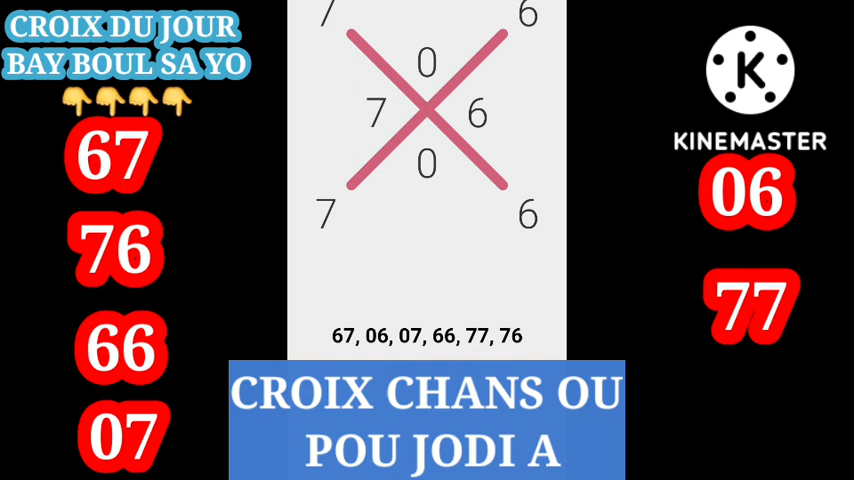 CROIX DU JOUR
BAY BOUL SA YO
67
76
66
07
7 6
0
7 6
0
7 6
67, 06, 07, 66, 77, 76
CROIX CHANS OU
POU JODI A
K
KINEMASTER
06
77